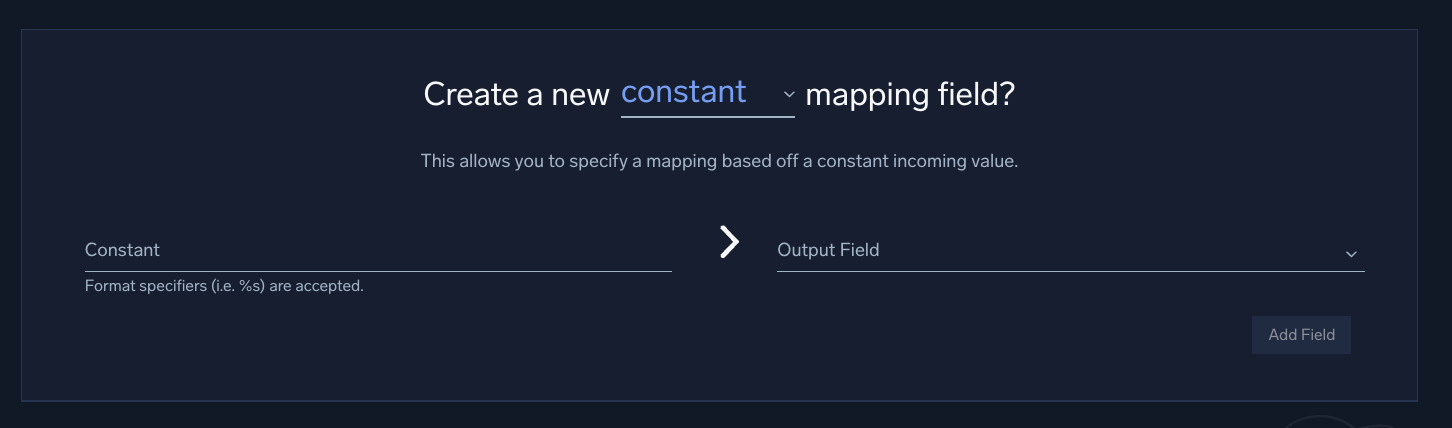 Create a new constant mapping field?
This allows you to specify a mapping based off a constant incoming value.
Constant
Output Field
Format specifiers (i.e. %s) are accepted.
Add Field